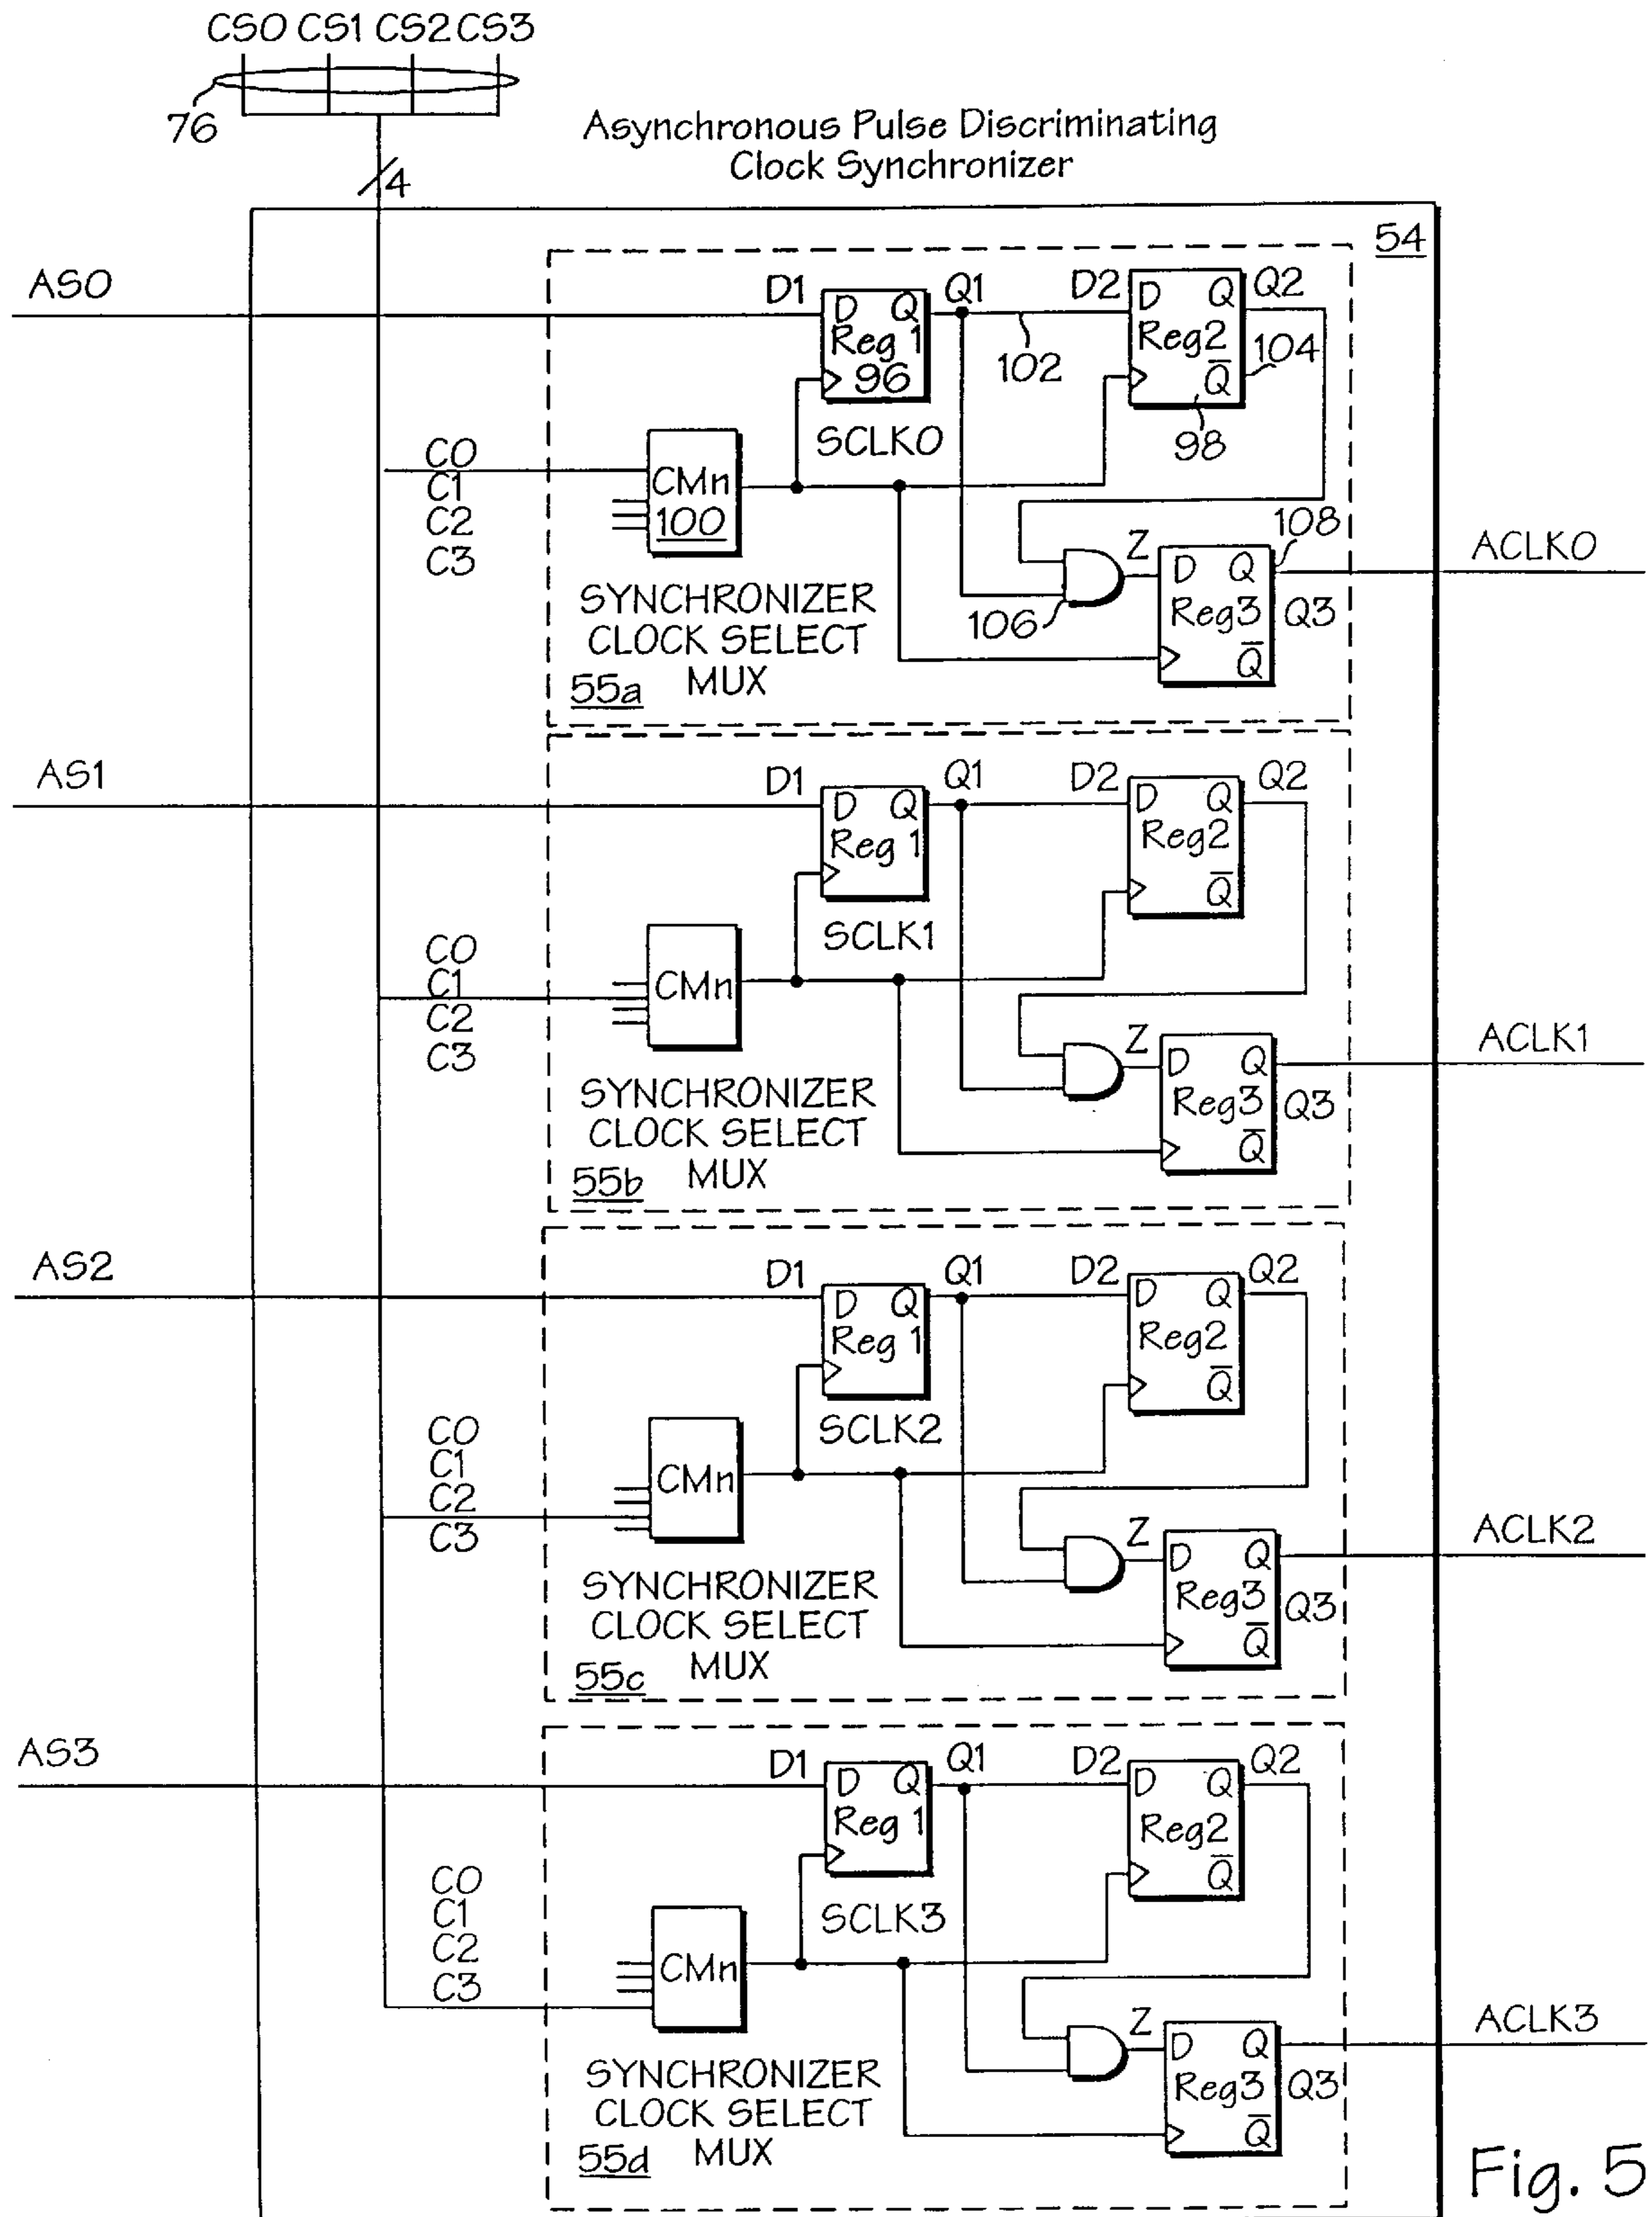 CS0 CS1 CS2 CS3
76
4
Asynchronous Pulse Discriminating
Clock Synchronizer
54
AS0
D1
D Q
Reg 1
96
Q1
102
D2
D Q
Reg2
Q̅
Q2
104
98
SCLK0
C0
C1
C2
C3
CMn
100
SYNCHRONIZER
CLOCK SELECT
MUX
55a
106
Z
D Q
Reg3
Q̅
108
Q3
ACLK0
AS1
D1
D Q
Reg 1
Q1
D2
D Q
Reg2
Q̅
Q2
SCLK1
C0
C1
C2
C3
CMn
SYNCHRONIZER
CLOCK SELECT
MUX
55b
Z
D Q
Reg3
Q̅
Q3
ACLK1
AS2
D1
D Q
Reg 1
Q1
D2
D Q
Reg2
Q̅
Q2
SCLK2
C0
C1
C2
C3
CMn
SYNCHRONIZER
CLOCK SELECT
MUX
55c
Z
D Q
Reg3
Q̅
Q3
ACLK2
AS3
D1
D Q
Reg 1
Q1
D2
D Q
Reg2
Q̅
Q2
SCLK3
C0
C1
C2
C3
CMn
SYNCHRONIZER
CLOCK SELECT
MUX
55d
Z
D Q
Reg3
Q̅
Q3
ACLK3
Fig. 5